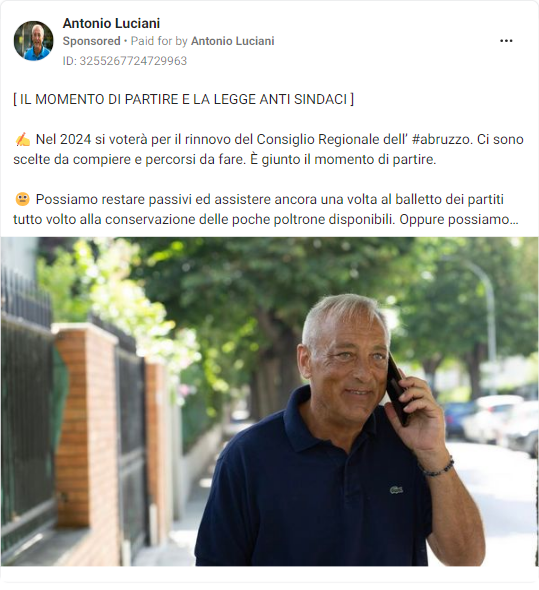 Antonio Luciani
Sponsored • Paid for by Antonio Luciani
ID: 3255267724729963
[ IL MOMENTO DI PARTIRE E LA LEGGE ANTI SINDACI ]
✍️ Nel 2024 si voterà per il rinnovo del Consiglio Regionale dell’ #abruzzo. Ci sono
scelte da compiere e percorsi da fare. È giunto il momento di partire.
😬 Possiamo restare passivi ed assistere ancora una volta al balletto dei partiti
tutto volto alla conservazione delle poche poltrone disponibili. Oppure possiamo...